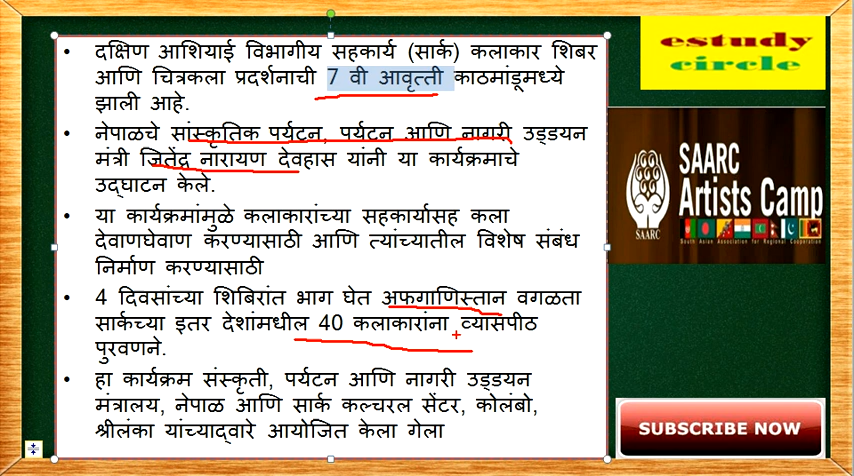 दक्षिण आशियाई विभागीय सहकार्य (सार्क) कलाकार शिबर
आणि चित्रकला प्रदर्शनाची 7 वी आवृत्ती काठमांडूमध्ये
झाली आहे.
नेपाळचे सांस्कृतिक पर्यटन, पर्यटन आणि नागरी उड्डयन
मंत्री जितेंद्र नारायण देवहास यांनी या कार्यक्रमाचे
उद्घाटन केले.
या कार्यक्रमांमुळे कलाकारांच्या सहकार्यासह कला
देवाणघेवाण करण्यासाठी आणि त्यांच्यातील विशेष संबंध
निर्माण करण्यासाठी
4 दिवसांच्या शिबिरांत भाग घेत अफगाणिस्तान वगळता
सार्कच्या इतर देशांमधील 40 कलाकारांना व्यासपीठ
पुरवणने.
हा कार्यक्रम संस्कृती, पर्यटन आणि नागरी उड्डयन
मंत्रालय, नेपाळ आणि सार्क कल्चरल सेंटर, कोलंबो,
श्रीलंका यांच्याद्वारे आयोजित केला गेला
estudy
circle
SAARC
Artists Camp
SAARC
South Asian Association for Regional Cooperation
SUBSCRIBE NOW